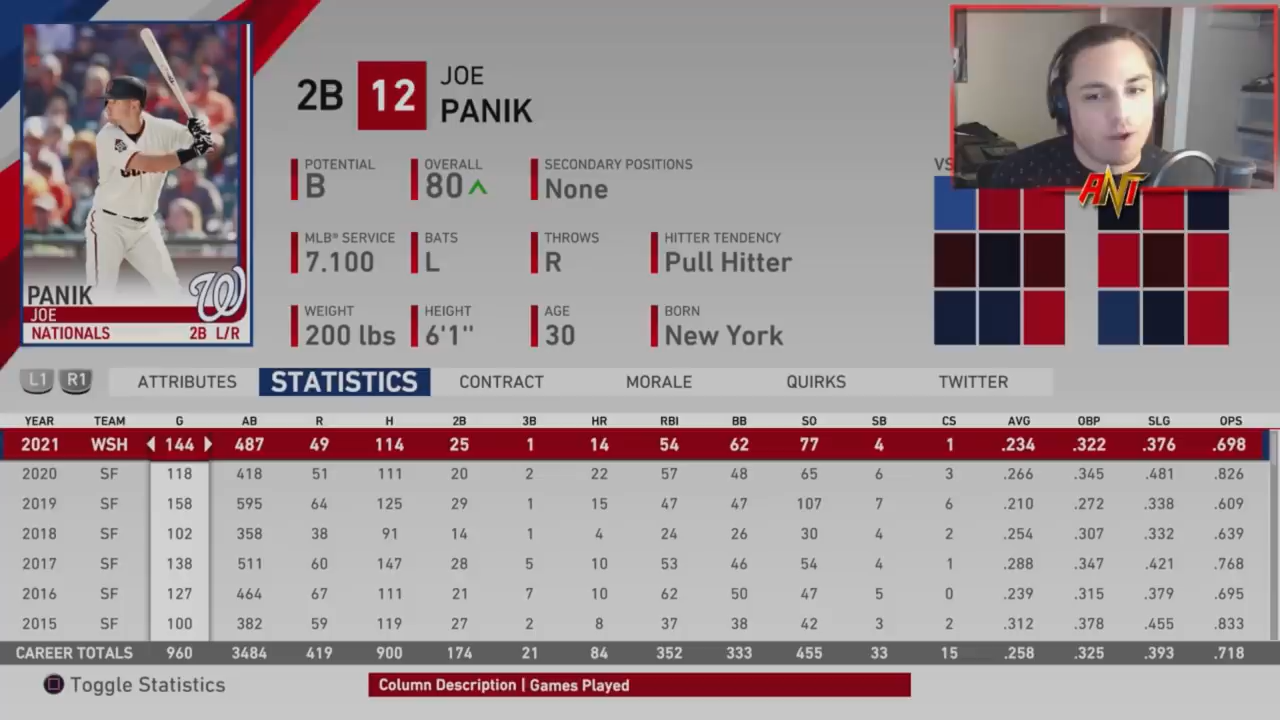 2B 12 JOE
PANIK
POTENTIAL OVERALL SECONDARY POSITIONS
B 80 None
MLB® SERVICE BATS THROWS HITTER TENDENCY
7.100 L R Pull Hitter
WEIGHT HEIGHT AGE BORN
200 lbs 6'1" 30 New York
PANIK
JOE
NATIONALS 2B L/R
W
VS
ANT
L1 R1 ATTRIBUTES STATISTICS CONTRACT MORALE QUIRKS TWITTER
YEAR TEAM G AB R H 2B 3B HR RBI BB SO SB CS AVG OBP SLG OPS
2021 WSH 144 487 49 114 25 1 14 54 62 77 4 1 .234 .322 .376 .698
2020 SF 118 418 51 111 20 2 22 57 48 65 6 3 .266 .345 .481 .826
2019 SF 158 595 64 125 29 1 15 47 47 107 7 6 .210 .272 .338 .609
2018 SF 102 358 38 91 14 1 4 24 26 30 4 2 .254 .307 .332 .639
2017 SF 138 511 60 147 28 5 10 53 46 54 4 1 .288 .347 .421 .768
2016 SF 127 464 67 111 21 7 10 62 50 47 5 0 .239 .315 .379 .695
2015 SF 100 382 59 119 27 2 8 37 38 42 3 2 .312 .378 .455 .833
CAREER TOTALS 960 3484 419 900 174 21 84 352 333 455 33 15 .258 .325 .393 .718
Toggle Statistics
Column Description | Games Played